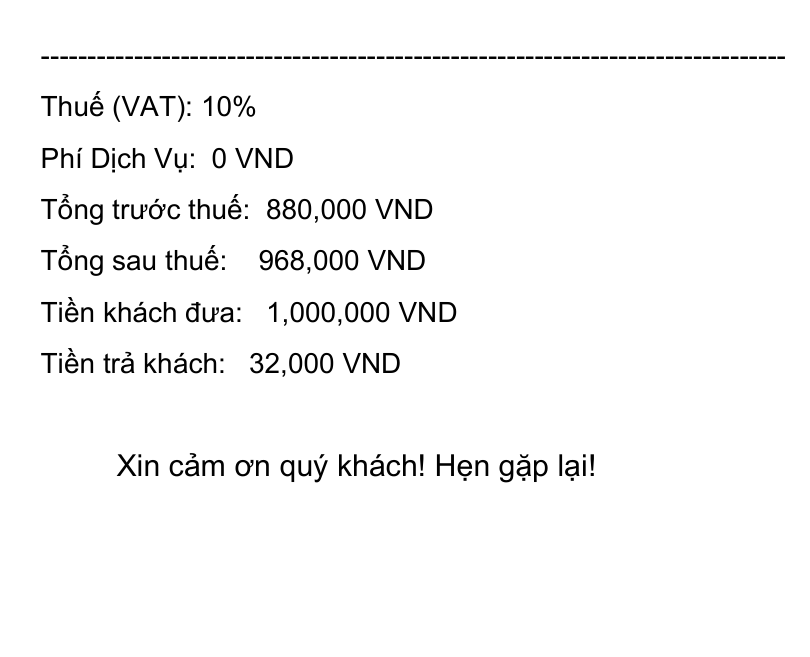 --------------------------------------------------------------------------------
Thuế (VAT): 10%
Phí Dịch Vụ:  0 VND
Tổng trước thuế:  880,000 VND
Tổng sau thuế:    968,000 VND
Tiền khách đưa:   1,000,000 VND
Tiền trả khách:   32,000 VND
Xin cảm ơn quý khách! Hẹn gặp lại!